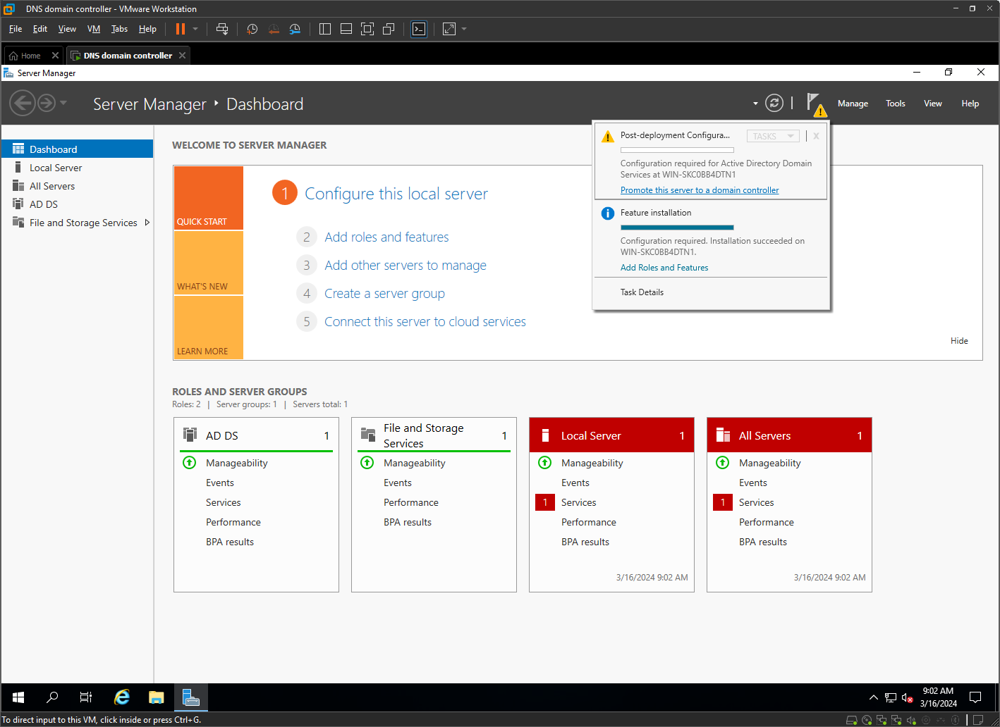 DNS domain controller - VMware Workstation
File Edit View VM Tabs Help
Home DNS domain controller
Server Manager
Server Manager Dashboard
Manage Tools View Help
Dashboard
Local Server
All Servers
AD DS
File and Storage Services
WELCOME TO SERVER MANAGER
QUICK START
WHAT'S NEW
LEARN MORE
1 Configure this local server
2 Add roles and features
3 Add other servers to manage
4 Create a server group
5 Connect this server to cloud services
Hide
Post-deployment Configura... TASKS X
Configuration required for Active Directory Domain
Services at WIN-SKC0BB4DTN1
Promote this server to a domain controller
Feature installation
Configuration required. Installation succeeded on
WIN-SKC0BB4DTN1.
Add Roles and Features
Task Details
ROLES AND SERVER GROUPS
Roles: 2 | Server groups: 1 | Servers total: 1
AD DS 1
Manageability
Events
Services
Performance
BPA results
File and Storage
Services 1
Manageability
Events
Performance
BPA results
Local Server 1
Manageability
Events
1 Services
Performance
BPA results
3/16/2024 9:02 AM
All Servers 1
Manageability
Events
1 Services
Performance
BPA results
3/16/2024 9:02 AM
9:02 AM
3/16/2024
To direct input to this VM, click inside or press Ctrl+G.